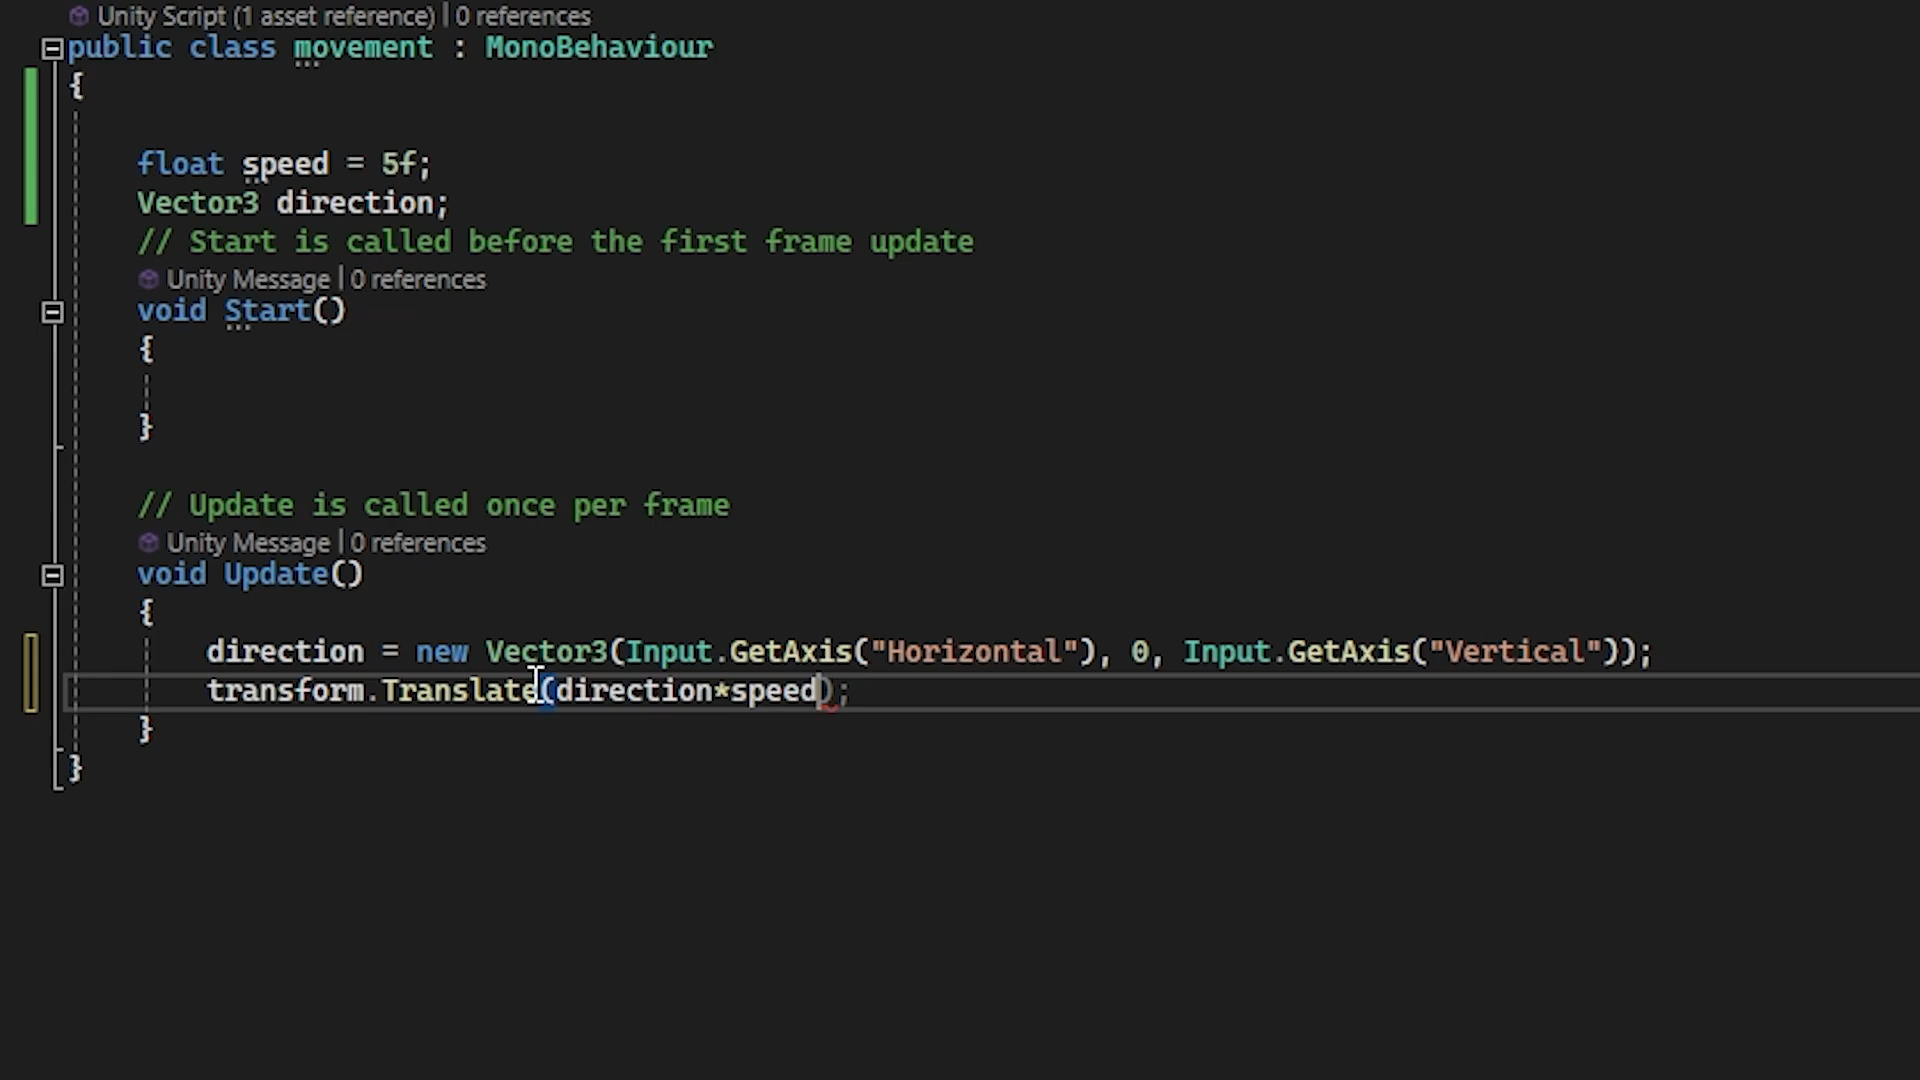 Unity Script (1 asset reference) | 0 references
public class movement : MonoBehaviour
{
float speed = 5f;
Vector3 direction;
// Start is called before the first frame update
Unity Message | 0 references
void Start()
{
}
// Update is called once per frame
Unity Message | 0 references
void Update()
{
direction = new Vector3(Input.GetAxis("Horizontal"), 0, Input.GetAxis("Vertical"));
transform.Translate(direction*speed);
}
}